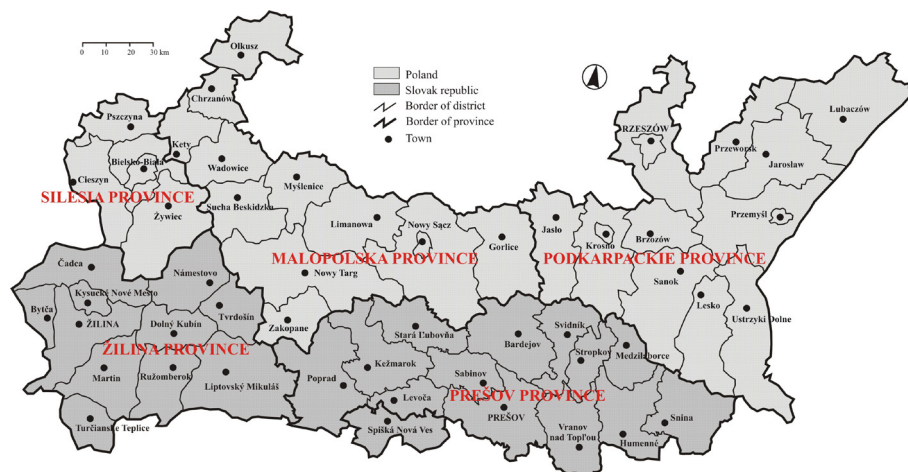 Olkusz
0 10 20 30 km
Poland
Slovak republic
Border of district
Border of province
Town
Chrzanów
Lubaczów
Pszczyna
RZESZÓW
Przeworsk
Jarosław
Kety
Bielsko-Biała
Wadowice
Cieszyn
Myślenice
SILESIA PROVINCE
Sucha Beskidzka
Żywiec
Limanowa
Nowy Sącz
Jasło
Przemyśl
Gorlice
Krosno
Brzozów
MALOPOLSKA PROVINCE
PODKARPACKIE PROVINCE
Čadca
Námestovo
Nowy Targ
Sanok
Kysucké Nové Mesto
Lesko
Bytča
Tvrdošín
Zakopane
Ustrzyki Dolne
ŽILINA
Dolný Kubín
Stará Ľubovňa
Svidník
Bardejov
Stropkov
Medzilaborce
ŽILINA PROVINCE
Kežmarok
Martin
Ružomberok
Liptovský Mikuláš
Poprad
Sabinov
PREŠOV PROVINCE
Levoča
PREŠOV
Snina
Turčianske Teplice
Spišká Nová Ves
Vranov
nad Topľou
Humenné